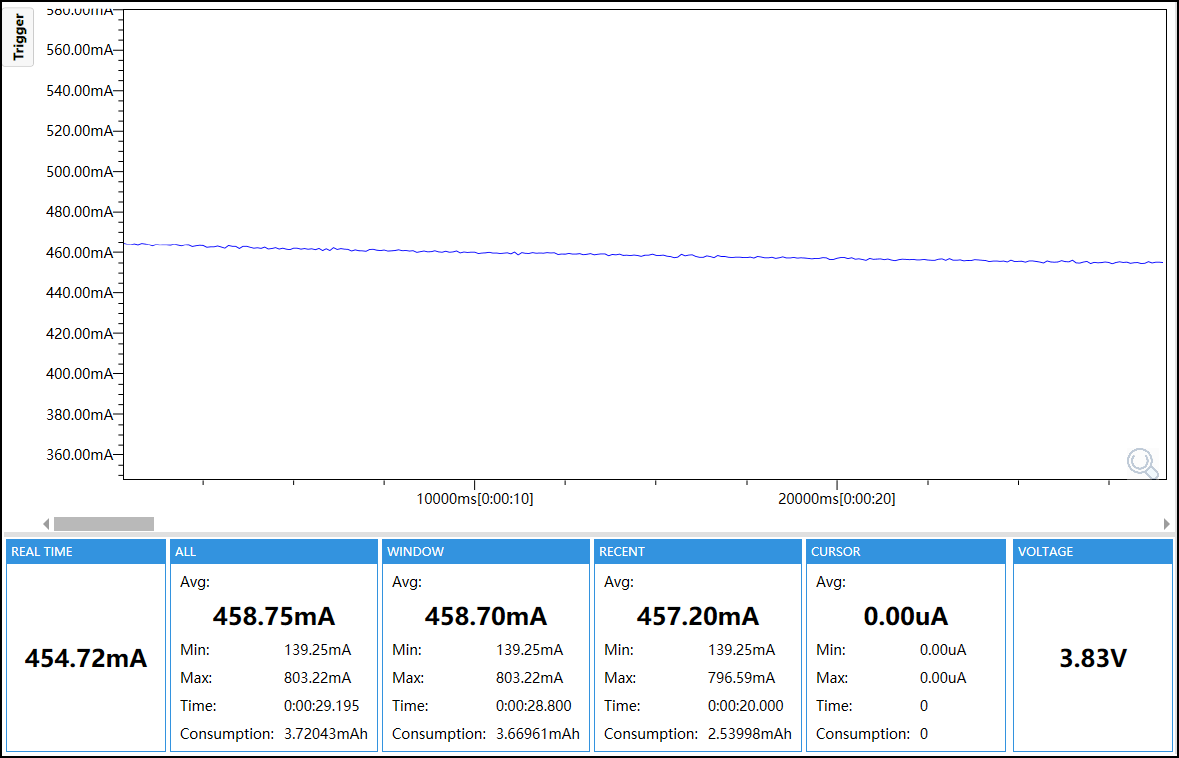 Trigger
580.00mA
560.00mA
540.00mA
520.00mA
500.00mA
480.00mA
460.00mA
440.00mA
420.00mA
400.00mA
380.00mA
360.00mA
10000ms[0:00:10] 20000ms[0:00:20]
REAL TIME
454.72mA
ALL
Avg:
458.75mA
Min: 139.25mA
Max: 803.22mA
Time: 0:00:29.195
Consumption: 3.72043mAh
WINDOW
Avg:
458.70mA
Min: 139.25mA
Max: 803.22mA
Time: 0:00:28.800
Consumption: 3.66961mAh
RECENT
Avg:
457.20mA
Min: 139.25mA
Max: 796.59mA
Time: 0:00:20.000
Consumption: 2.53998mAh
CURSOR
Avg:
0.00uA
Min: 0.00uA
Max: 0.00uA
Time: 0
Consumption: 0
VOLTAGE
3.83V